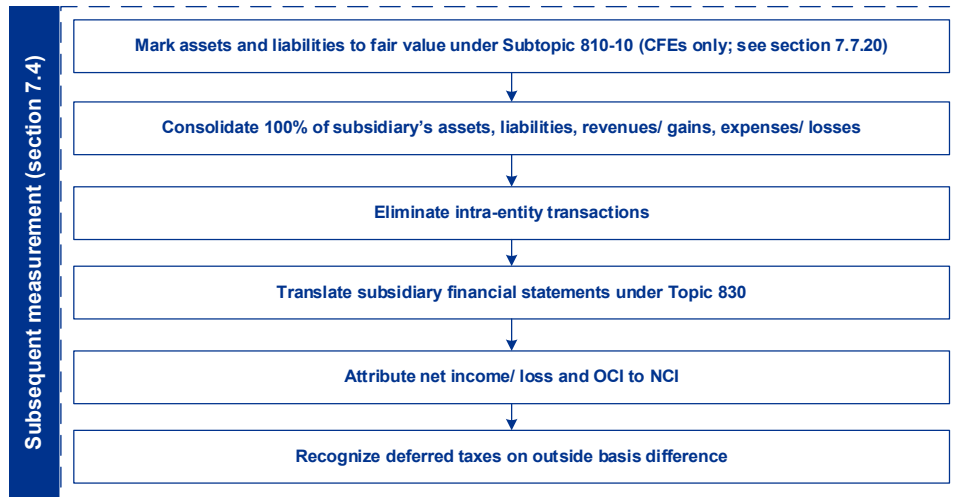 Subsequent measurement (section 7.4)
Mark assets and liabilities to fair value under Subtopic 810-10 (CFEs only; see section 7.7.20)
Consolidate 100% of subsidiary's assets, liabilities, revenues/ gains, expenses/ losses
Eliminate intra-entity transactions
Translate subsidiary financial statements under Topic 830
Attribute net income/ loss and OCI to NCI
Recognize deferred taxes on outside basis difference